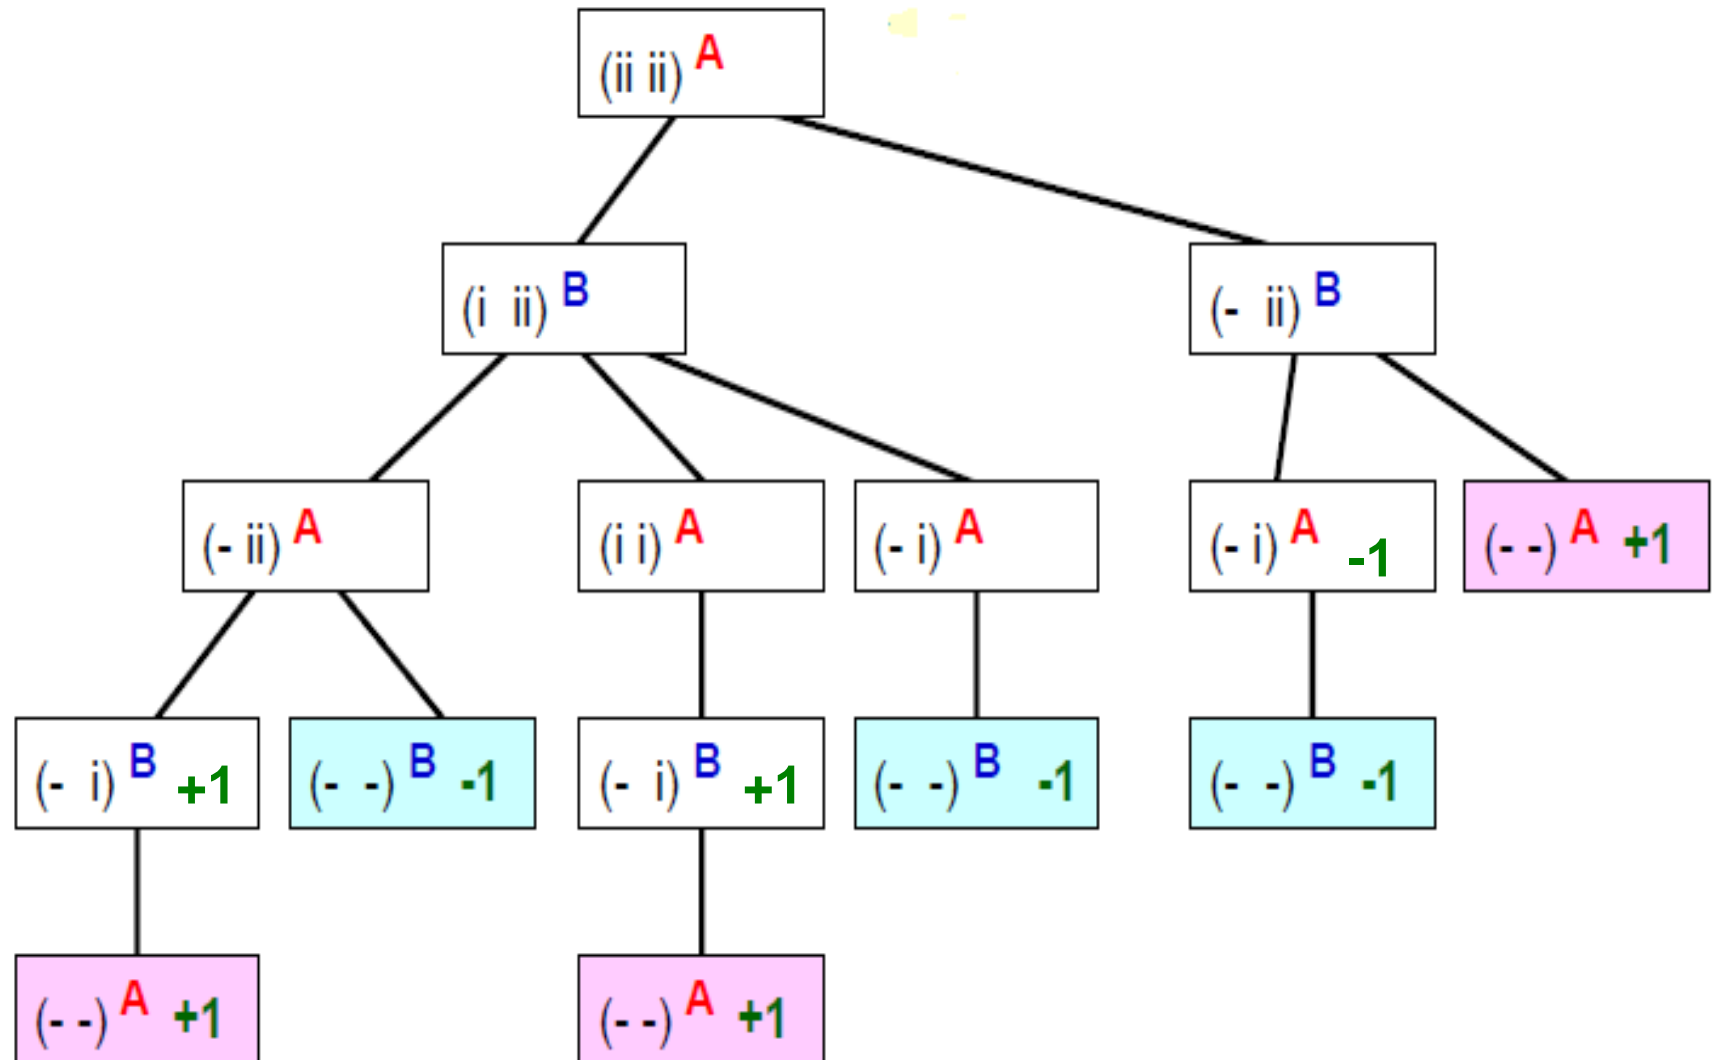 (ii ii) A
(i ii) B
(- ii) B
(- ii) A
(i i) A
(- i) A
(- i) A -1
(- -) A +1
(- i) B +1
(- -) B -1
(- i) B +1
(- -) B -1
(- -) B -1
(- -) A +1
(- -) A +1